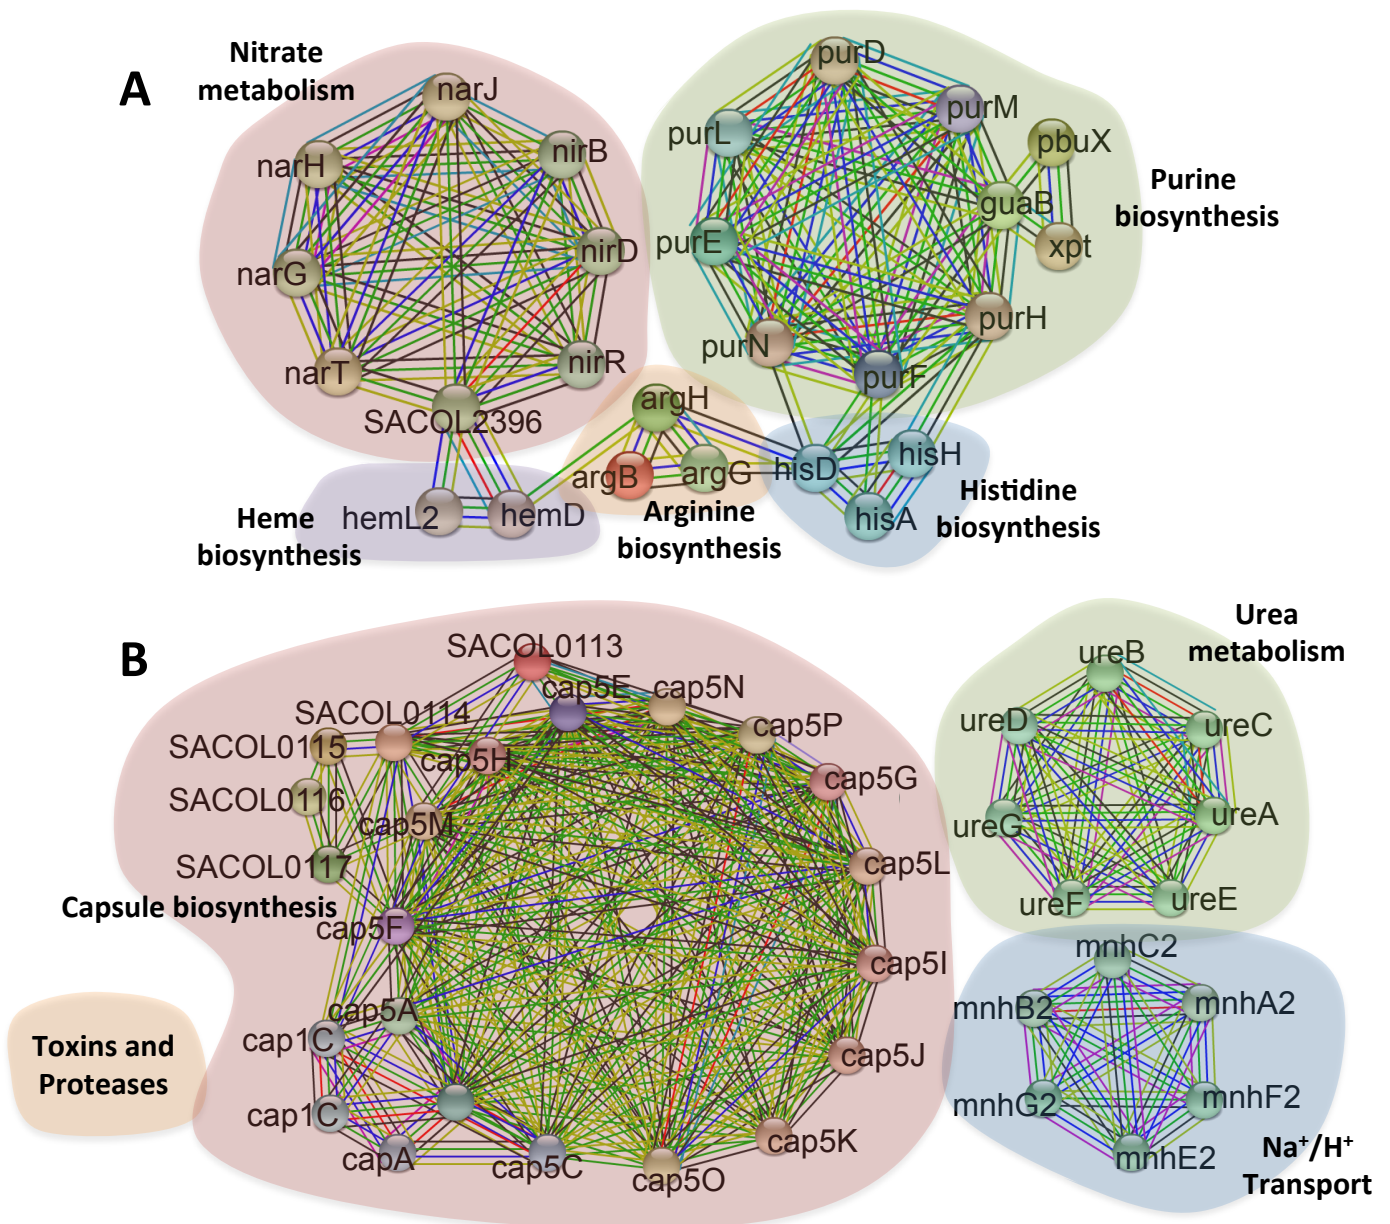 A
Nitrate
metabolism
narJ
nirB
narH
nirD
narG
nirR
narT
SACOL2396
purD
purM
purL
pbuX
guaB
purE
xpt
purH
purN
purF
Purine
biosynthesis
argH
argB
argG
Arginine
biosynthesis
hisD
hisH
hisA
Histidine
biosynthesis
hemL2
hemD
Heme
biosynthesis
B
SACOL0113
cap5E
cap5N
SACOL0114
cap5P
SACOL0115
cap5H
cap5G
SACOL0116
cap5M
SACOL0117
cap5L
Capsule biosynthesis
cap5F
cap5I
cap5A
cap1C
cap5J
cap1C
cap5K
capA
cap5C
cap5O
Toxins and
Proteases
Urea
metabolism
ureB
ureD
ureC
ureG
ureA
ureF
ureE
mnhC2
mnhB2
mnhA2
mnhG2
mnhF2
mnhE2
Na⁺/H⁺
Transport